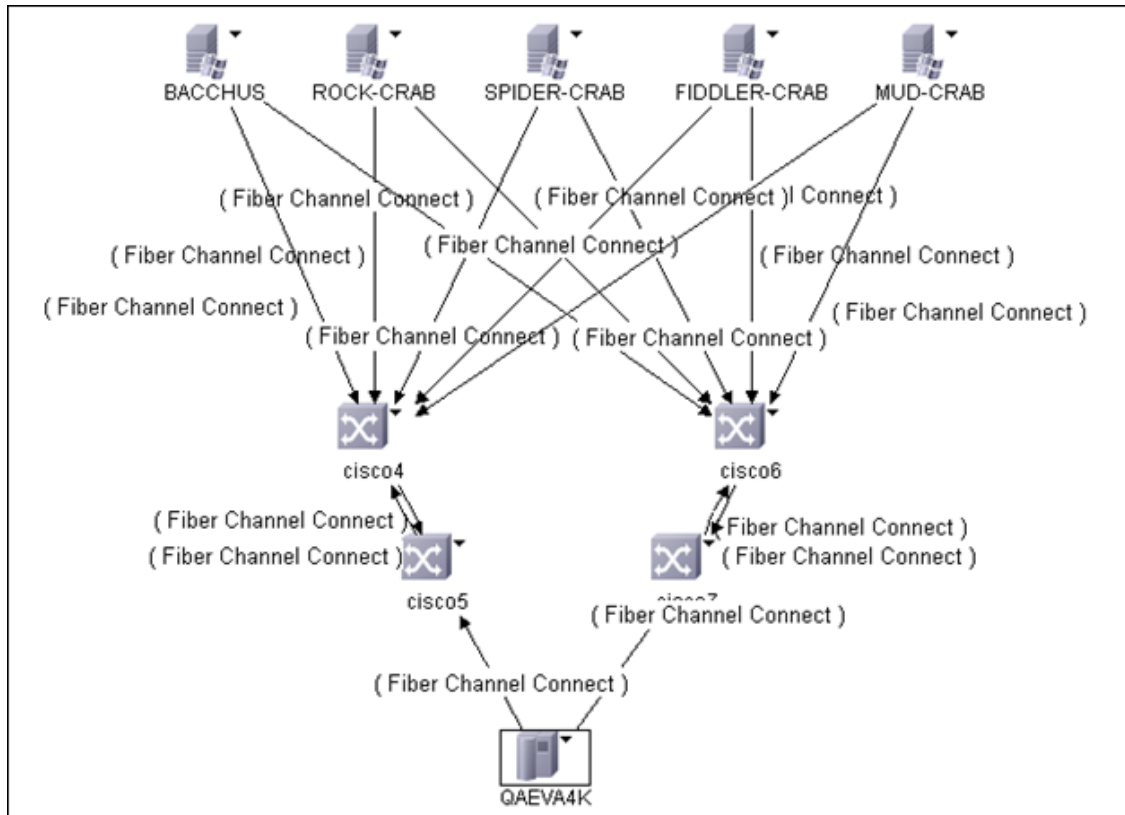 BACCHUS
ROCK-CRAB
SPIDER-CRAB
FIDDLER-CRAB
MUD-CRAB
( Fiber Channel Connect )
( Fiber Channel Connect )
Connect )
( Fiber Channel Connect )
( Fiber Channel Connect )
( Fiber Channel Connect )
( Fiber Channel Connect )
( Fiber Channel Connect )
( Fiber Channel Connect )
( Fiber Channel Connect )
cisco4
cisco6
( Fiber Channel Connect )
Fiber Channel Connect )
( Fiber Channel Connect )
( Fiber Channel Connect )
cisco5
( Fiber Channel Connect )
( Fiber Channel Connect )
QAEVA4K